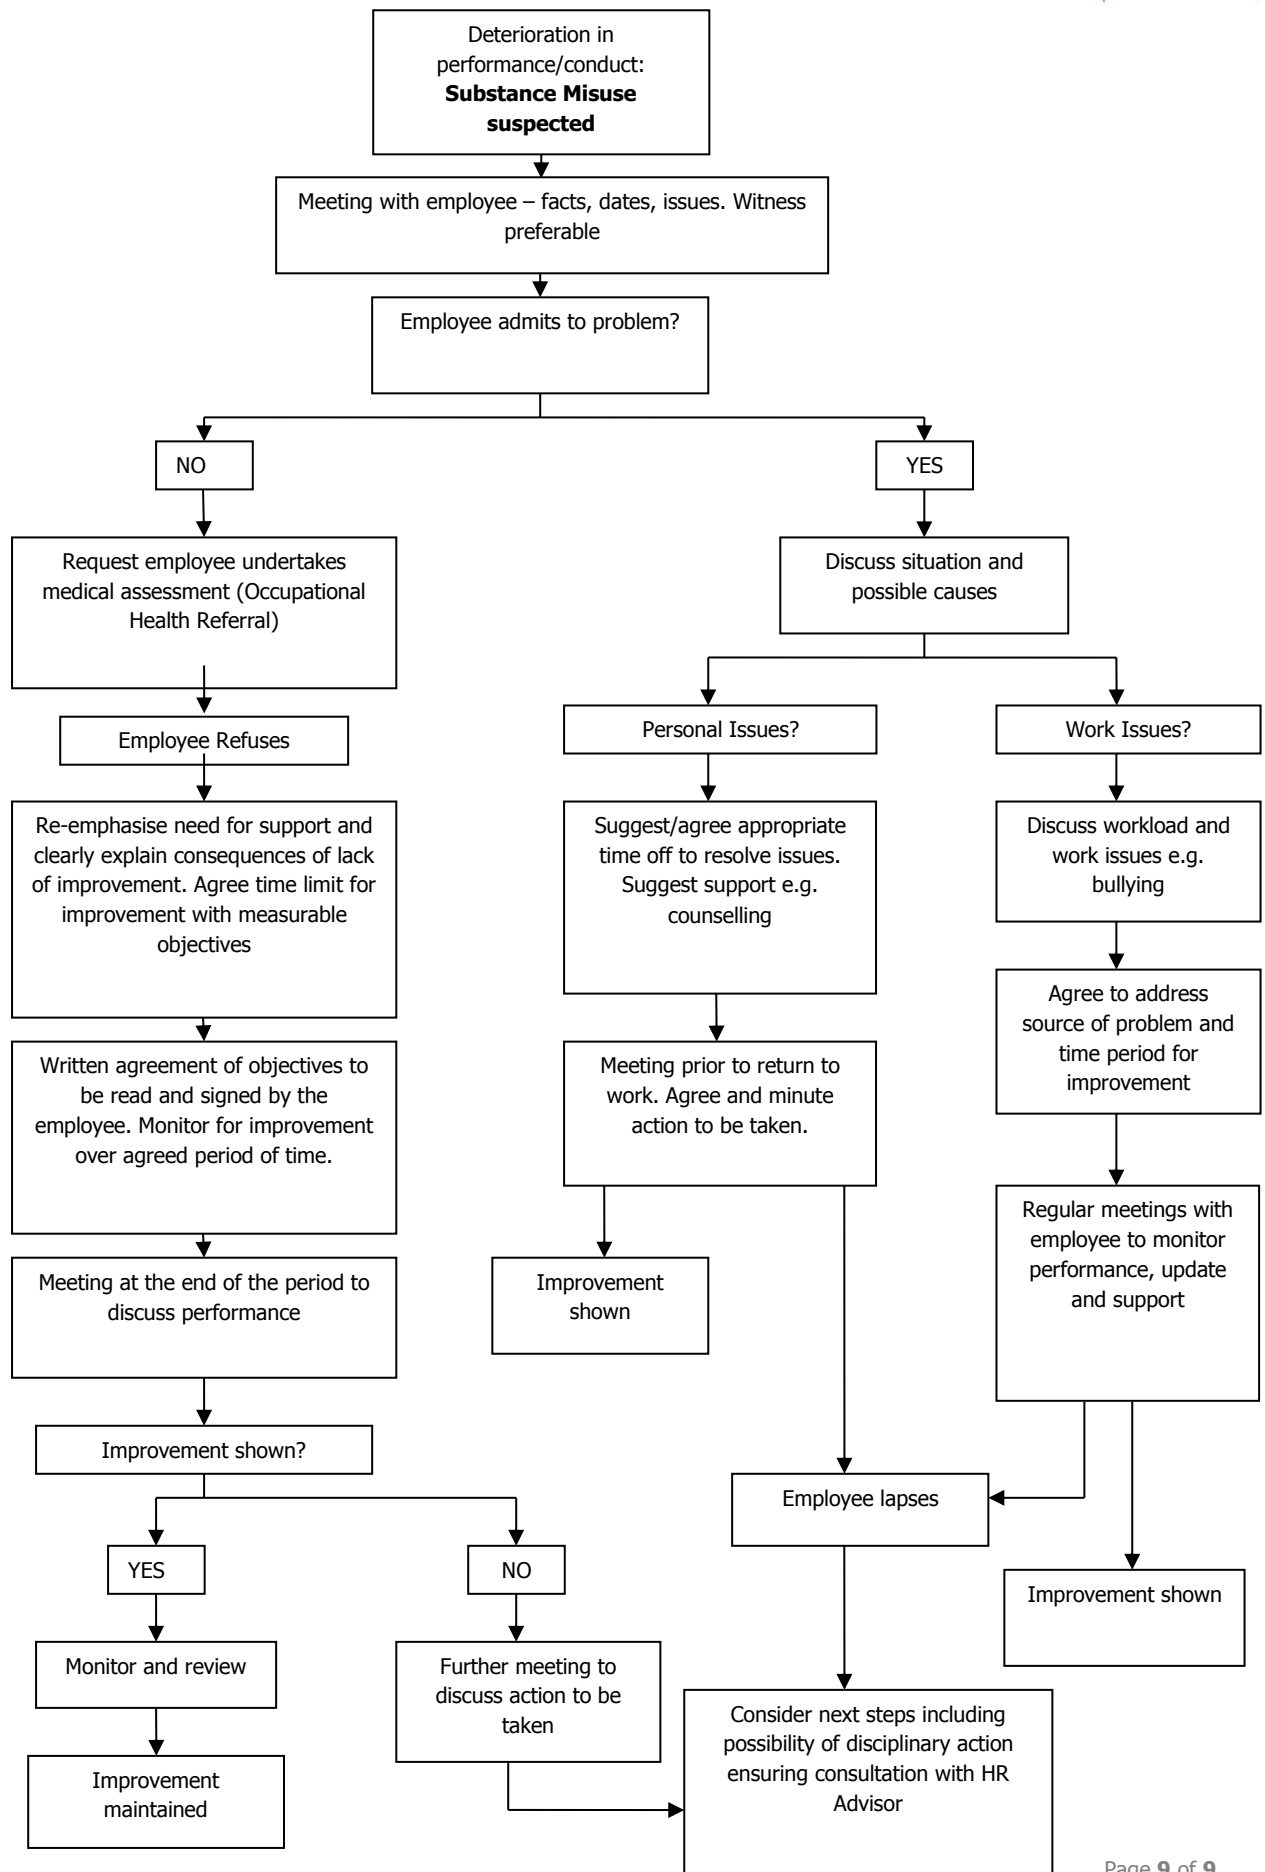 Deterioration in
performance/conduct:
Substance Misuse
suspected
Meeting with employee – facts, dates, issues. Witness
preferable
Employee admits to problem?
NO
YES
Request employee undertakes
medical assessment (Occupational
Health Referral)
Discuss situation and
possible causes
Employee Refuses
Personal Issues?
Work Issues?
Re-emphasise need for support and
clearly explain consequences of lack
of improvement. Agree time limit for
improvement with measurable
objectives
Suggest/agree appropriate
time off to resolve issues.
Suggest support e.g.
counselling
Discuss workload and
work issues e.g.
bullying
Agree to address
source of problem and
time period for
improvement
Written agreement of objectives to
be read and signed by the
employee. Monitor for improvement
over agreed period of time.
Meeting prior to return to
work. Agree and minute
action to be taken.
Regular meetings with
employee to monitor
performance, update
and support
Meeting at the end of the period to
discuss performance
Improvement
shown
Improvement shown?
Employee lapses
YES
NO
Improvement shown
Monitor and review
Further meeting to
discuss action to be
taken
Consider next steps including
possibility of disciplinary action
ensuring consultation with HR
Advisor
Improvement
maintained
Page 9 of 9